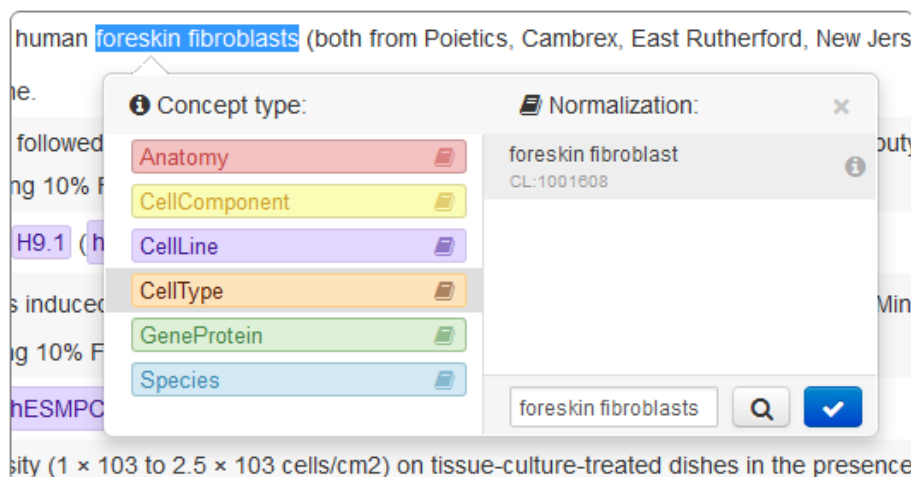 human foreskin fibroblasts (both from Poietics, Cambrex, East Rutherford, New Jers
ne.
Concept type:
Normalization:
followed
outy
Anatomy
foreskin fibroblast
CL:1001608
ng 10% F
CellComponent
H9.1 (h
CellLine
s induced
CellType
Min
GeneProtein
ng 10% F
Species
hESMPC
foreskin fibroblasts
sity (1 × 103 to 2.5 × 103 cells/cm2) on tissue-culture-treated dishes in the presence